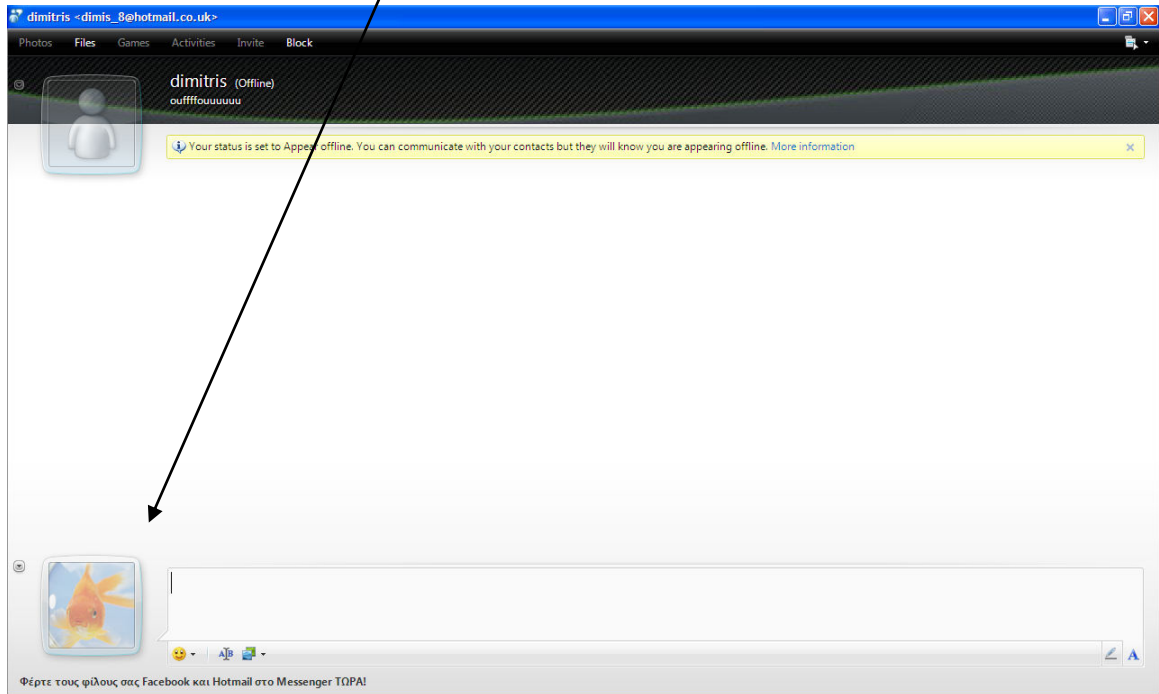 dimitris <dimis_8@hotmail.co.uk>
Photos Files Games Activities Invite Block
dimitris (Offline)
ouffffouuuuuu
Your status is set to Appear offline. You can communicate with your contacts but they will know you are appearing offline. More information
Φέρτε τους φίλους σας Facebook και Hotmail στο Messenger ΤΩΡΑ!